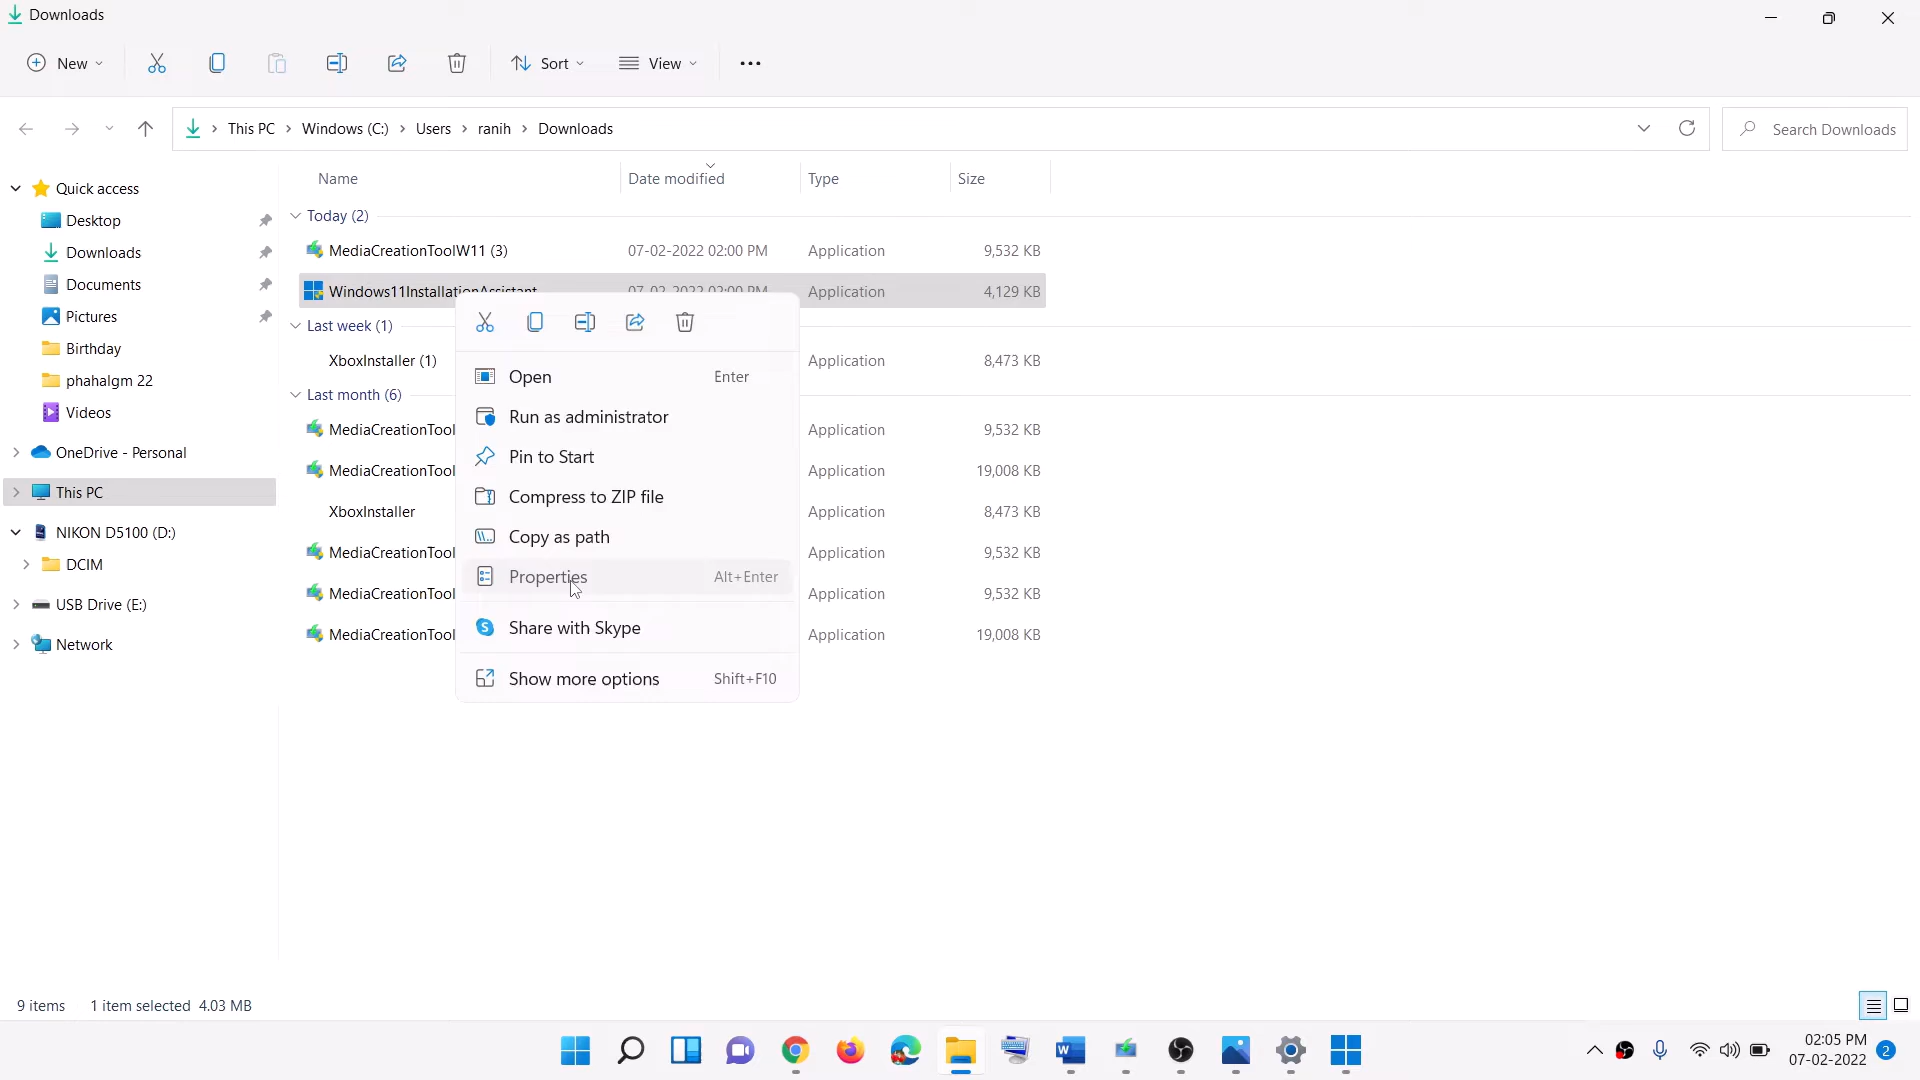 Downloads
New
Sort
View
This PC
Windows (C:)
Users
ranih
Downloads
Search Downloads
Quick access
Desktop
Downloads
Documents
Pictures
Birthday
phahalgm 22
Videos
OneDrive - Personal
This PC
NIKON D5100 (D:)
DCIM
USB Drive (E:)
Network
Name Date modified Type Size
Today (2)
MediaCreationToolW11 (3) 07-02-2022 02:00 PM Application 9,532 KB
Windows11InstallationAssistant 07-02-2022 02:00 PM Application 4,129 KB
Last week (1)
XboxInstaller (1) Application 8,473 KB
Last month (6)
MediaCreationTool Application 9,532 KB
MediaCreationTool Application 19,008 KB
XboxInstaller Application 8,473 KB
MediaCreationTool Application 9,532 KB
MediaCreationTool Application 9,532 KB
MediaCreationTool Application 19,008 KB
Open Enter
Run as administrator
Pin to Start
Compress to ZIP file
Copy as path
Properties Alt+Enter
Share with Skype
Show more options Shift+F10
9 items 1 item selected 4.03 MB
02:05 PM
07-02-2022
2